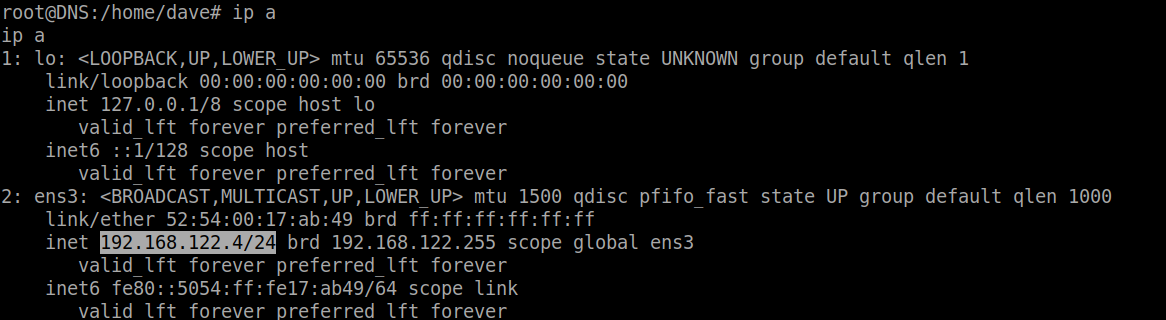 root@DNS:/home/dave# ip a
ip a
1: lo: <LOOPBACK,UP,LOWER_UP> mtu 65536 qdisc noqueue state UNKNOWN group default qlen 1
    link/loopback 00:00:00:00:00:00 brd 00:00:00:00:00:00
    inet 127.0.0.1/8 scope host lo
       valid_lft forever preferred_lft forever
    inet6 ::1/128 scope host
       valid_lft forever preferred_lft forever
2: ens3: <BROADCAST,MULTICAST,UP,LOWER_UP> mtu 1500 qdisc pfifo_fast state UP group default qlen 1000
    link/ether 52:54:00:17:ab:49 brd ff:ff:ff:ff:ff:ff
    inet 192.168.122.4/24 brd 192.168.122.255 scope global ens3
       valid_lft forever preferred_lft forever
    inet6 fe80::5054:ff:fe17:ab49/64 scope link
       valid_lft forever preferred_lft forever